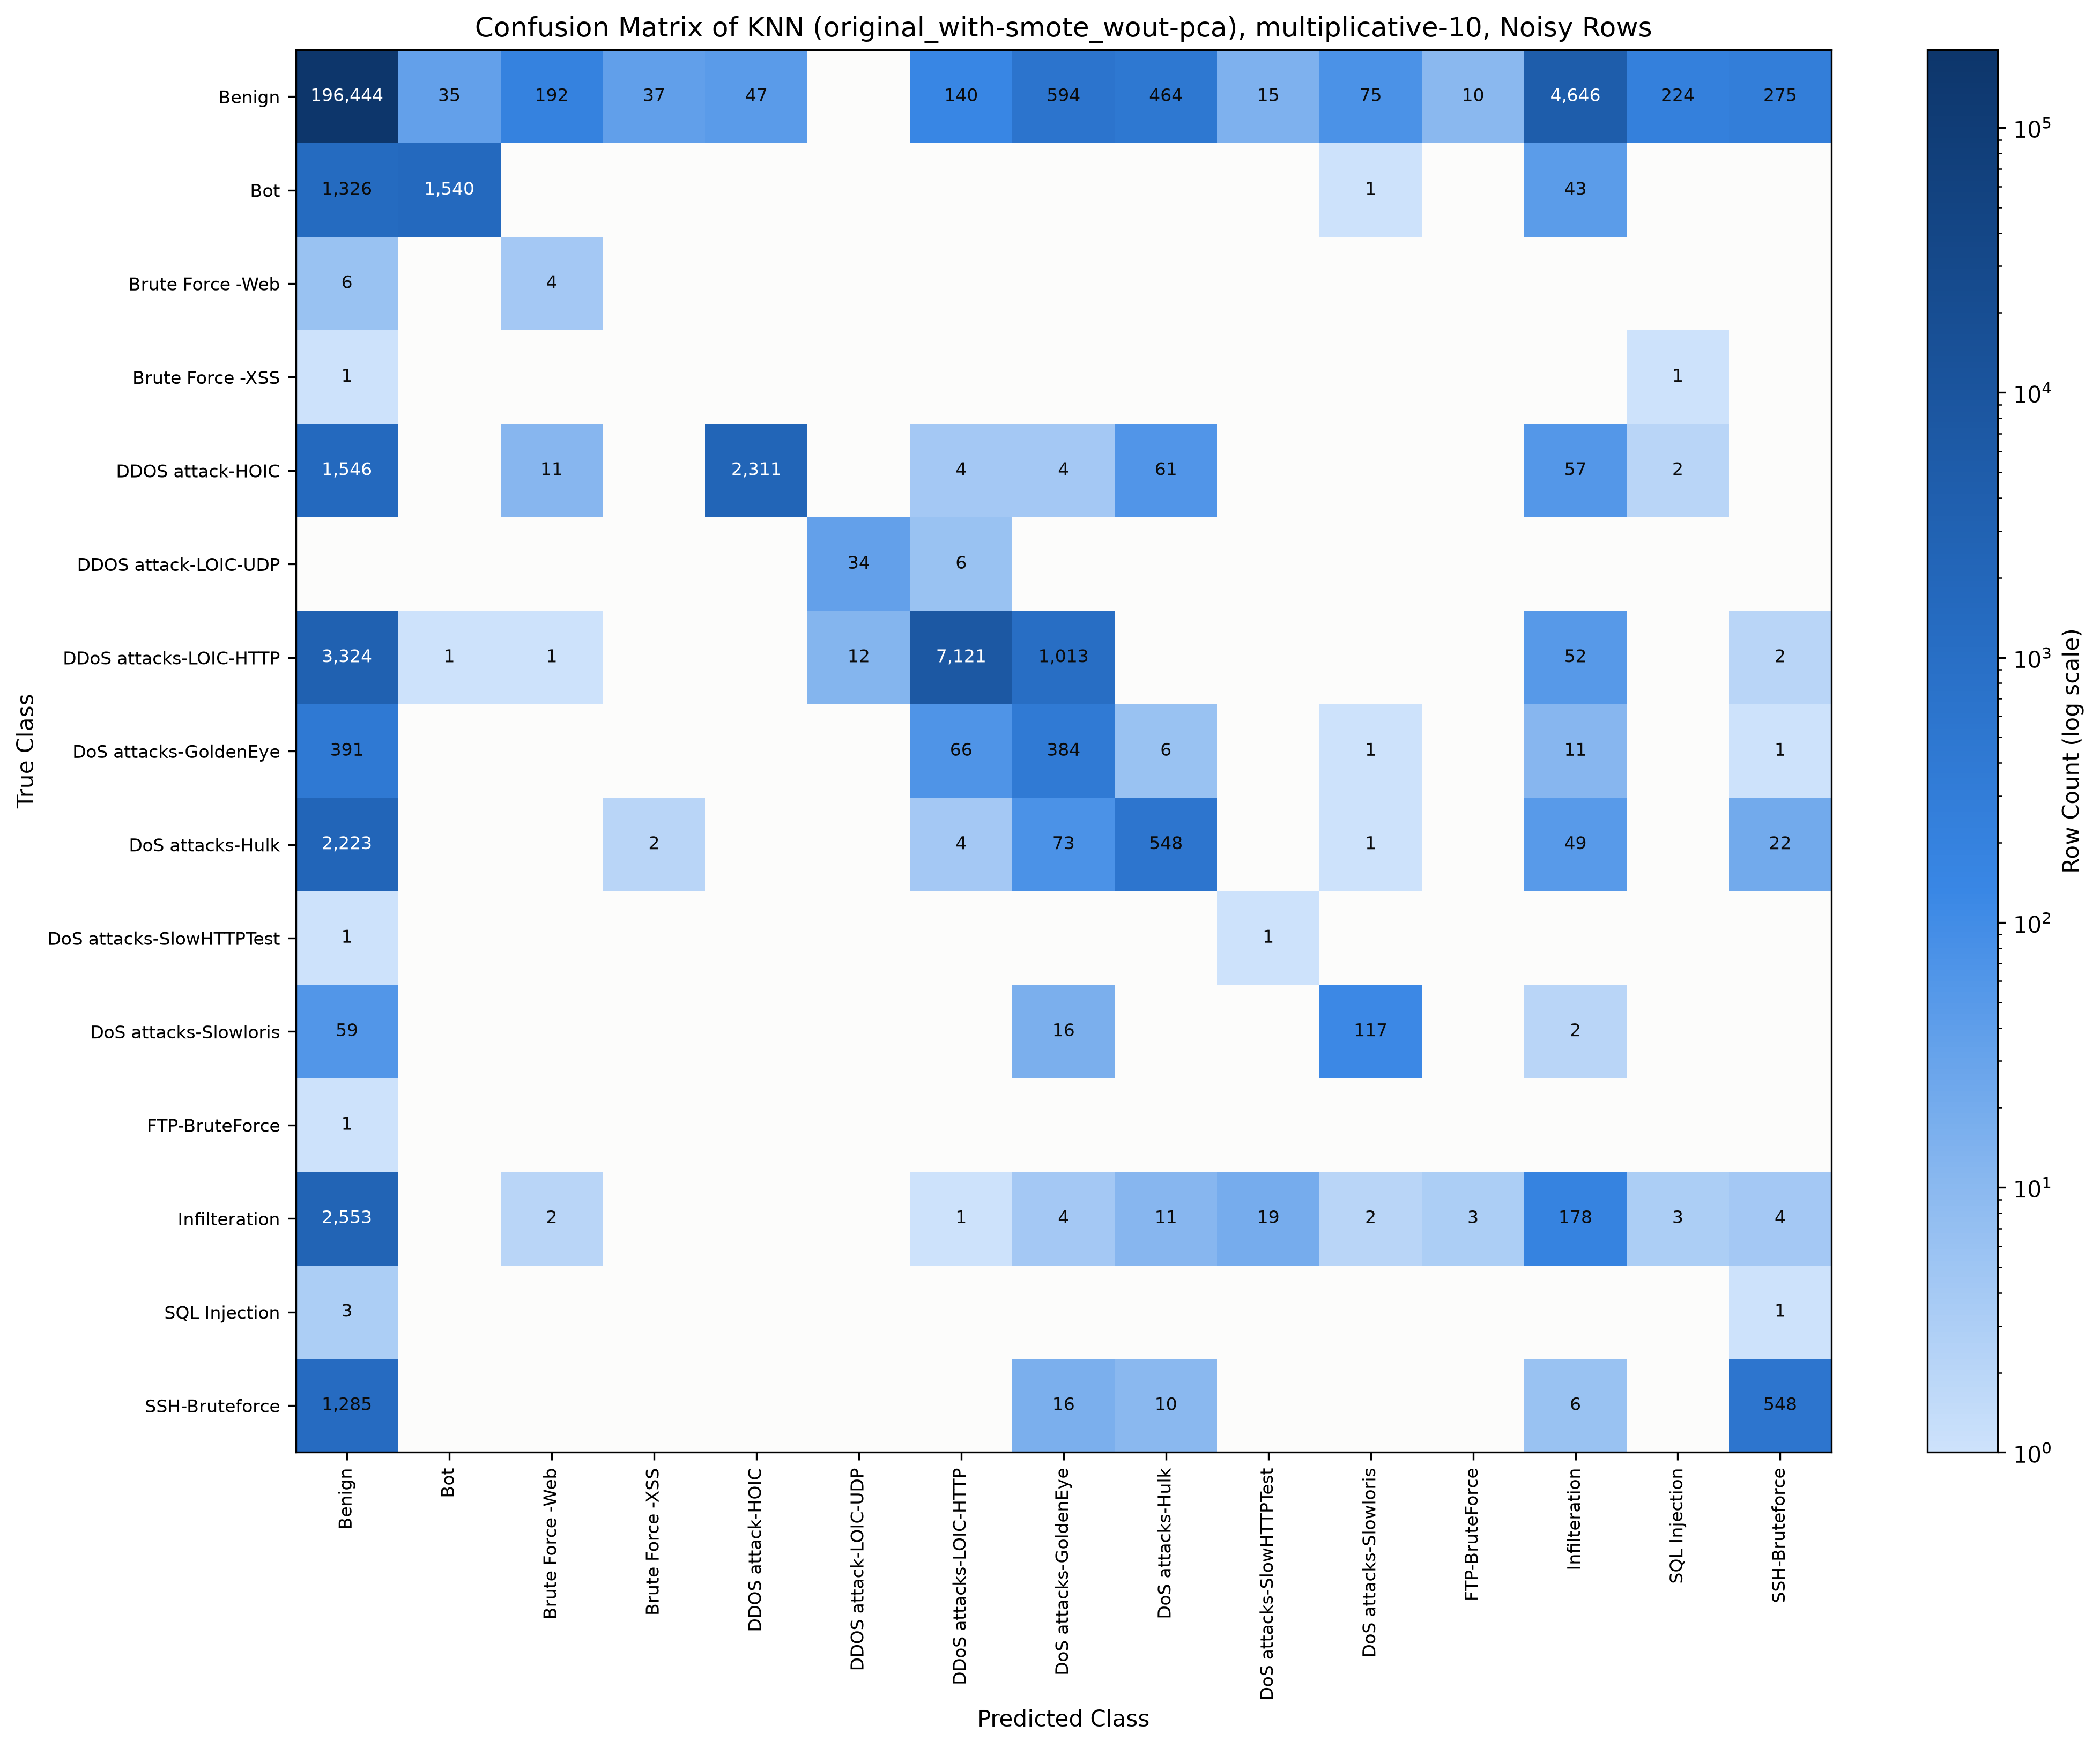 Confusion Matrix of KNN (original_with-smote_wout-pca), multiplicative-10, Noisy Rows
True Class
Benign 196,444 35 192 37 47 140 594 464 15 75 10 4,646 224 275
Bot 1,326 1,540 1 43
Brute Force -Web 6 4
Brute Force -XSS 1 1
DDOS attack-HOIC 1,546 11 2,311 4 4 61 57 2
DDOS attack-LOIC-UDP 34 6
DDoS attacks-LOIC-HTTP 3,324 1 1 12 7,121 1,013 52 2
DoS attacks-GoldenEye 391 66 384 6 1 11 1
DoS attacks-Hulk 2,223 2 4 73 548 1 49 22
DoS attacks-SlowHTTPTest 1 1
DoS attacks-Slowloris 59 16 117 2
FTP-BruteForce 1
Infilteration 2,553 2 1 4 11 19 2 3 178 3 4
SQL Injection 3 1
SSH-Bruteforce 1,285 16 10 6 548
Benign
Bot
Brute Force -Web
Brute Force -XSS
DDOS attack-HOIC
DDOS attack-LOIC-UDP
DDoS attacks-LOIC-HTTP
DoS attacks-GoldenEye
DoS attacks-Hulk
DoS attacks-SlowHTTPTest
DoS attacks-Slowloris
FTP-BruteForce
Infilteration
SQL Injection
SSH-Bruteforce
Predicted Class
10⁵
10⁴
10³
10²
10¹
10⁰
Row Count (log scale)